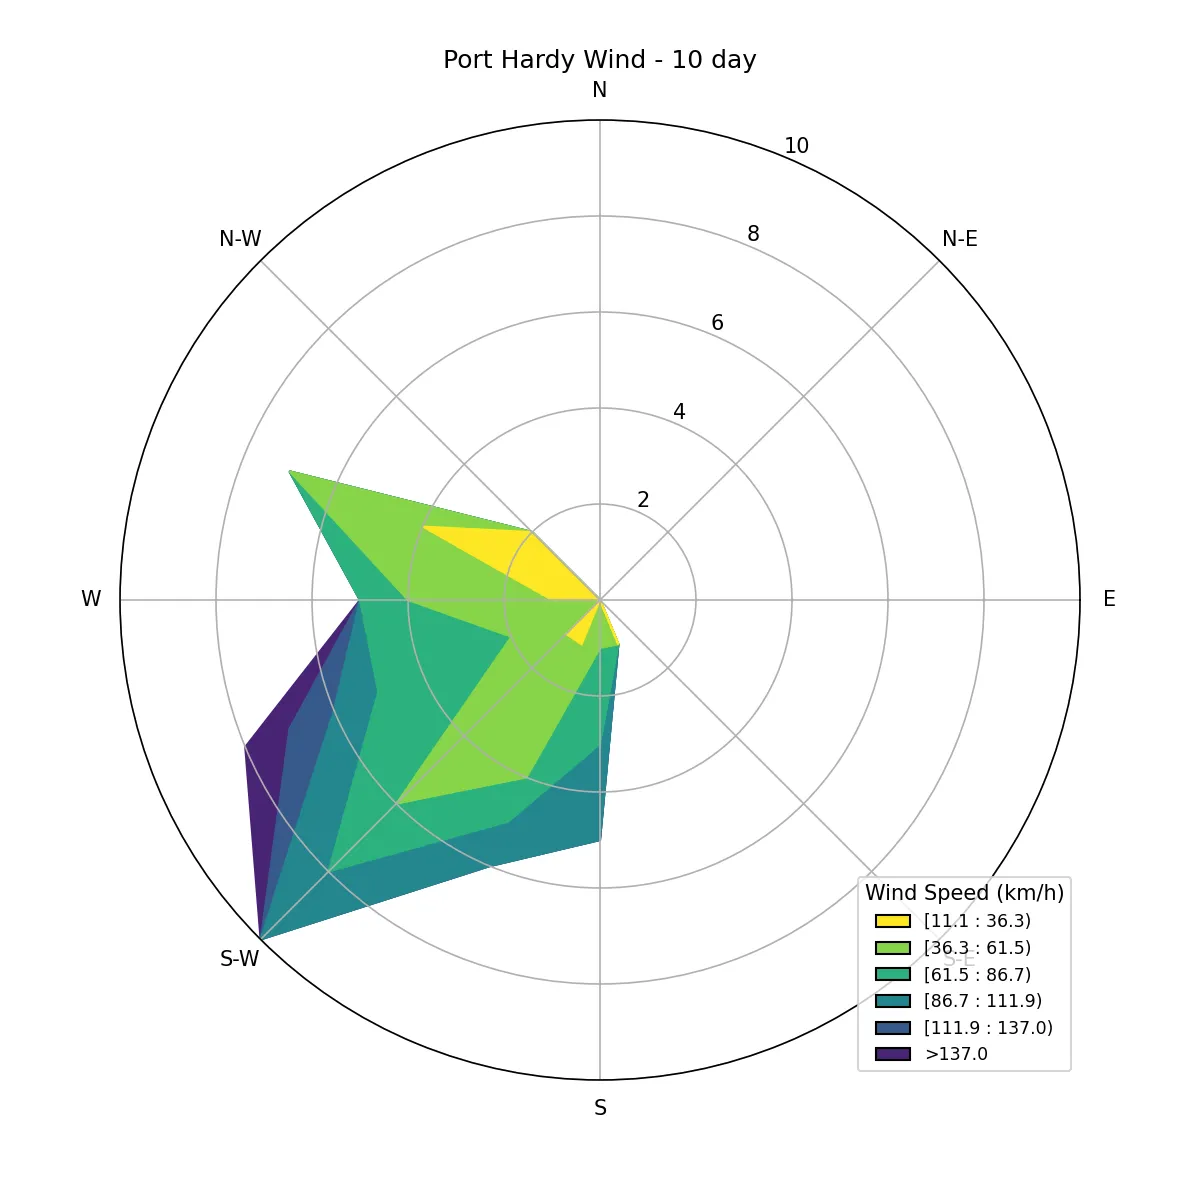 Port Hardy Wind - 10 day
N
10
N-W
N-E
8
6
4
2
W
E
S-W
S-E
Wind Speed (km/h)
[11.1 : 36.3)
[36.3 : 61.5)
[61.5 : 86.7)
[86.7 : 111.9)
[111.9 : 137.0)
>137.0
S